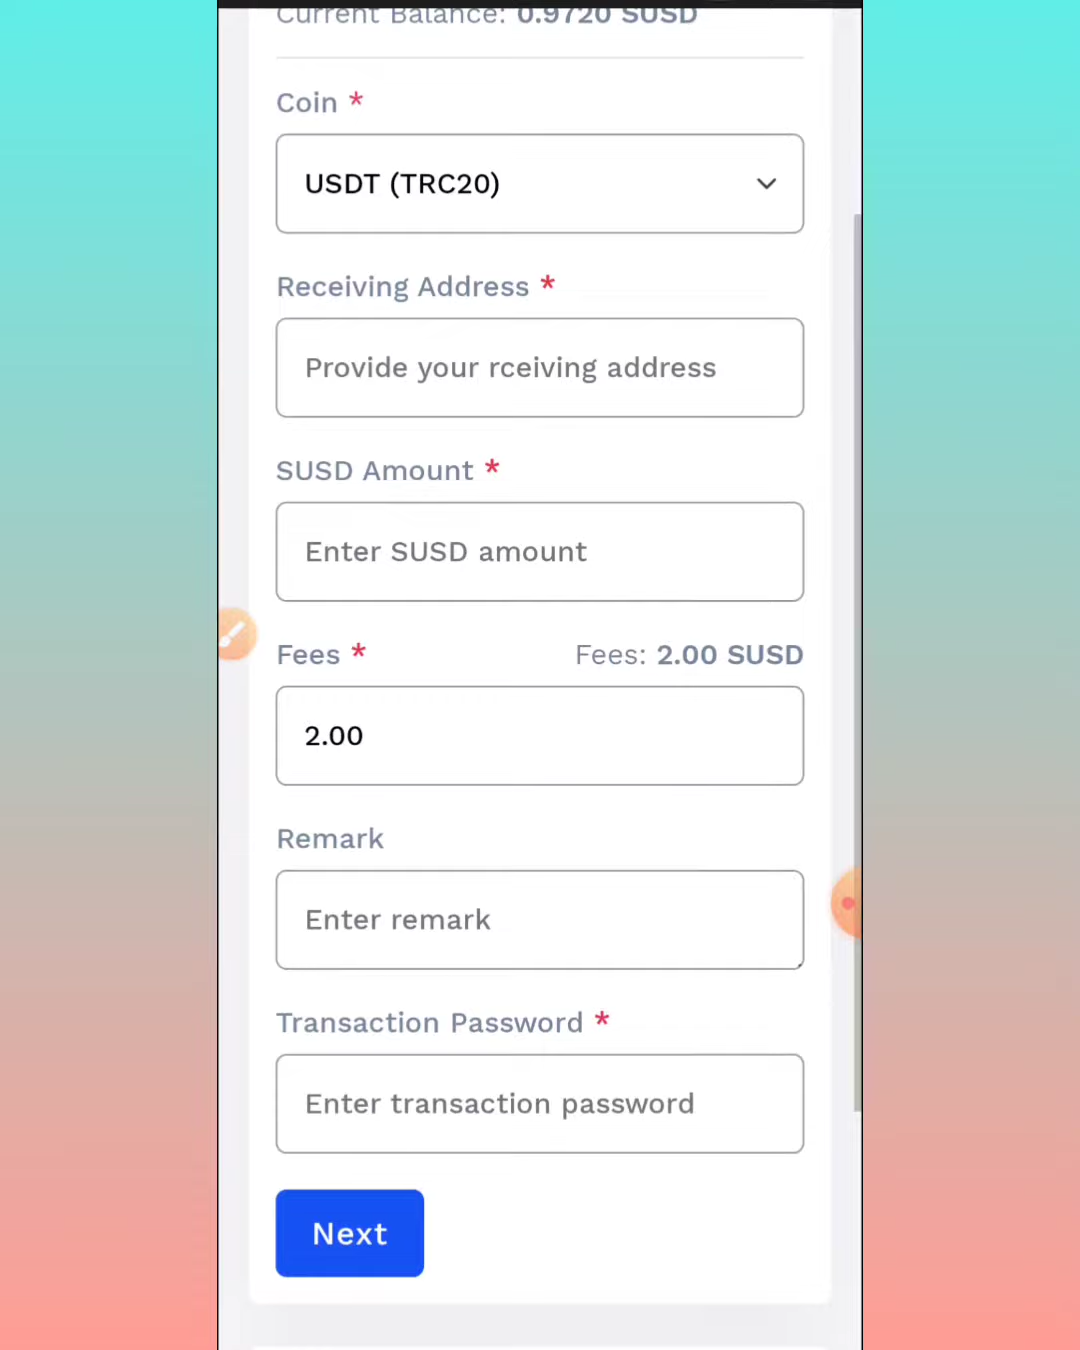 Current Balance: 0.9720 SUSD
Coin *
USDT (TRC20)
Receiving Address *
Provide your rceiving address
SUSD Amount *
Enter SUSD amount
Fees * Fees: 2.00 SUSD
2.00
Remark
Enter remark
Transaction Password *
Enter transaction password
Next